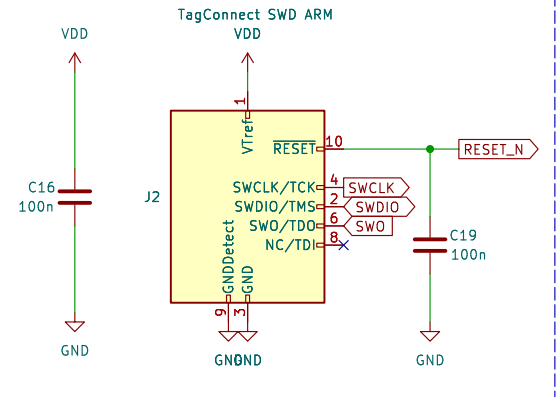 TagConnect SWD ARM
VDD
VDD
1
VTref
RESET
10
RESET_N
C16
100n
J2
SWCLK/TCK
4
SWCLK
SWDIO/TMS
2
SWDIO
SWO/TDO
6
SWO
NC/TDI
8
C19
100n
GNDDetect
GND
9
3
GND
GND
GND
GND